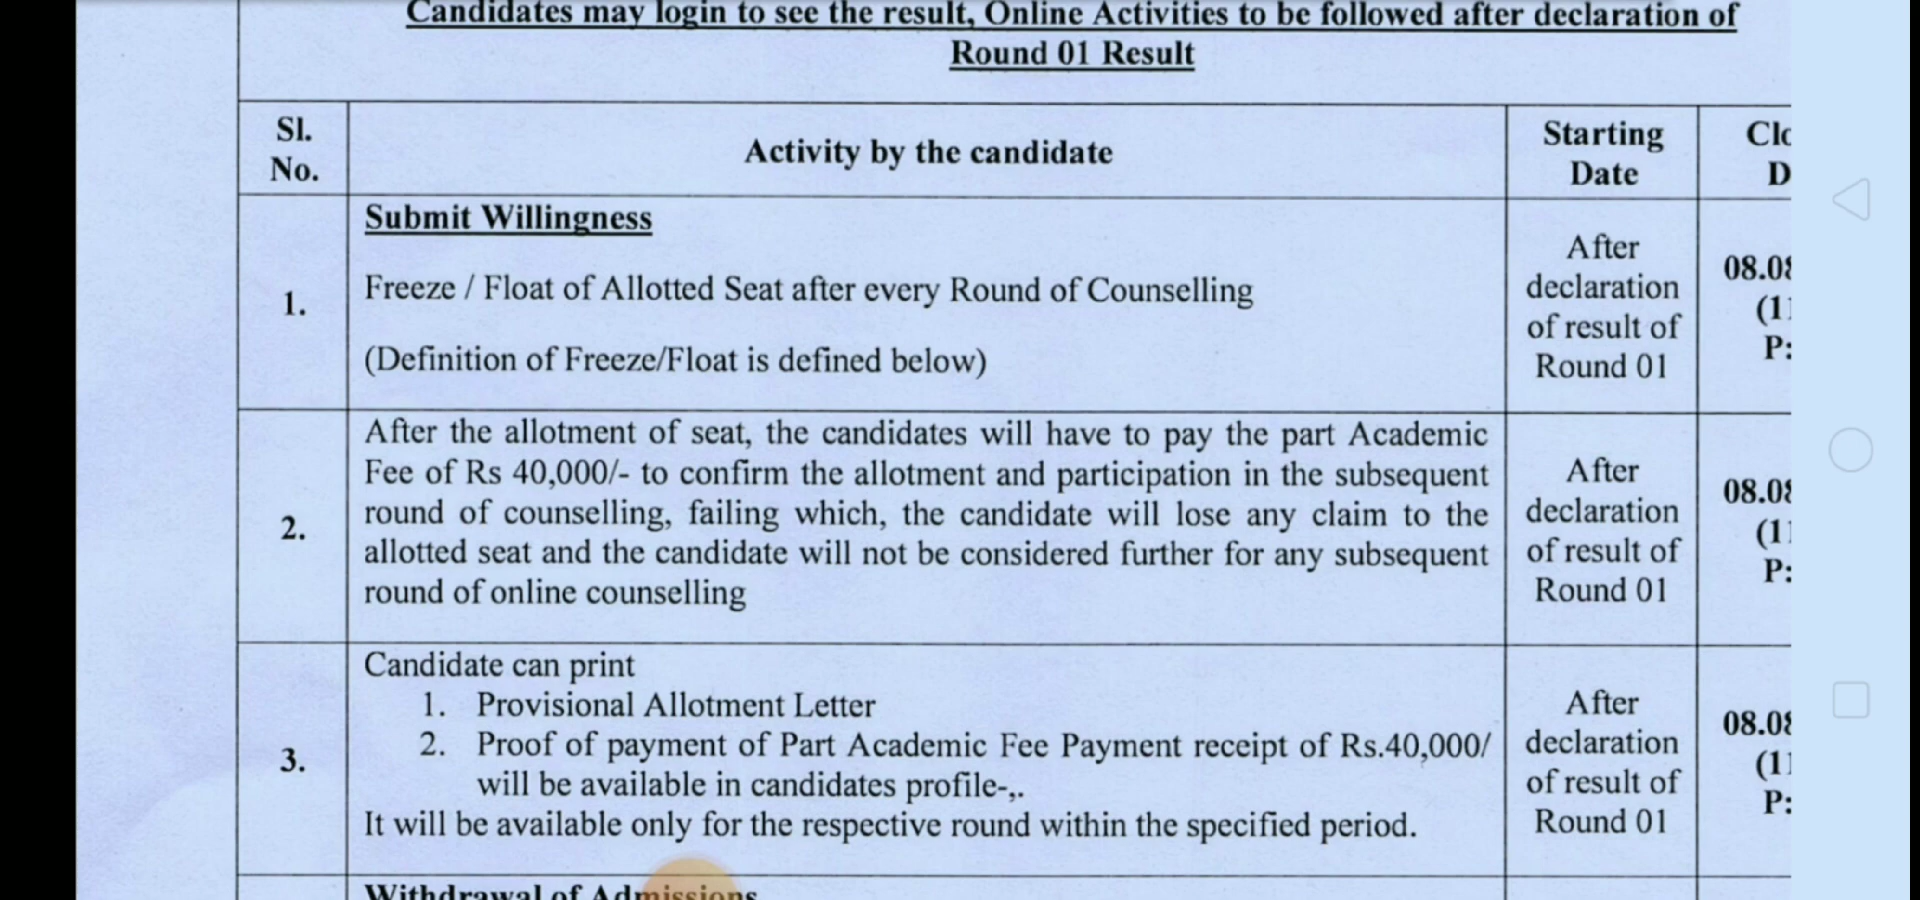 Candidates may login to see the result, Online Activities to be followed after declaration of
Round 01 Result
Sl.
No.
Activity by the candidate
Starting
Date
Submit Willingness
Freeze / Float of Allotted Seat after every Round of Counselling
(Definition of Freeze/Float is defined below)
1.
After
declaration
of result of
Round 01
After the allotment of seat, the candidates will have to pay the part Academic
Fee of Rs 40,000/- to confirm the allotment and participation in the subsequent
round of counselling, failing which, the candidate will lose any claim to the
allotted seat and the candidate will not be considered further for any subsequent
round of online counselling
2.
After
declaration
of result of
Round 01
Candidate can print
1. Provisional Allotment Letter
2. Proof of payment of Part Academic Fee Payment receipt of Rs.40,000/
will be available in candidates profile-,.
It will be available only for the respective round within the specified period.
3.
After
declaration
of result of
Round 01
Withdrawal of Admissions